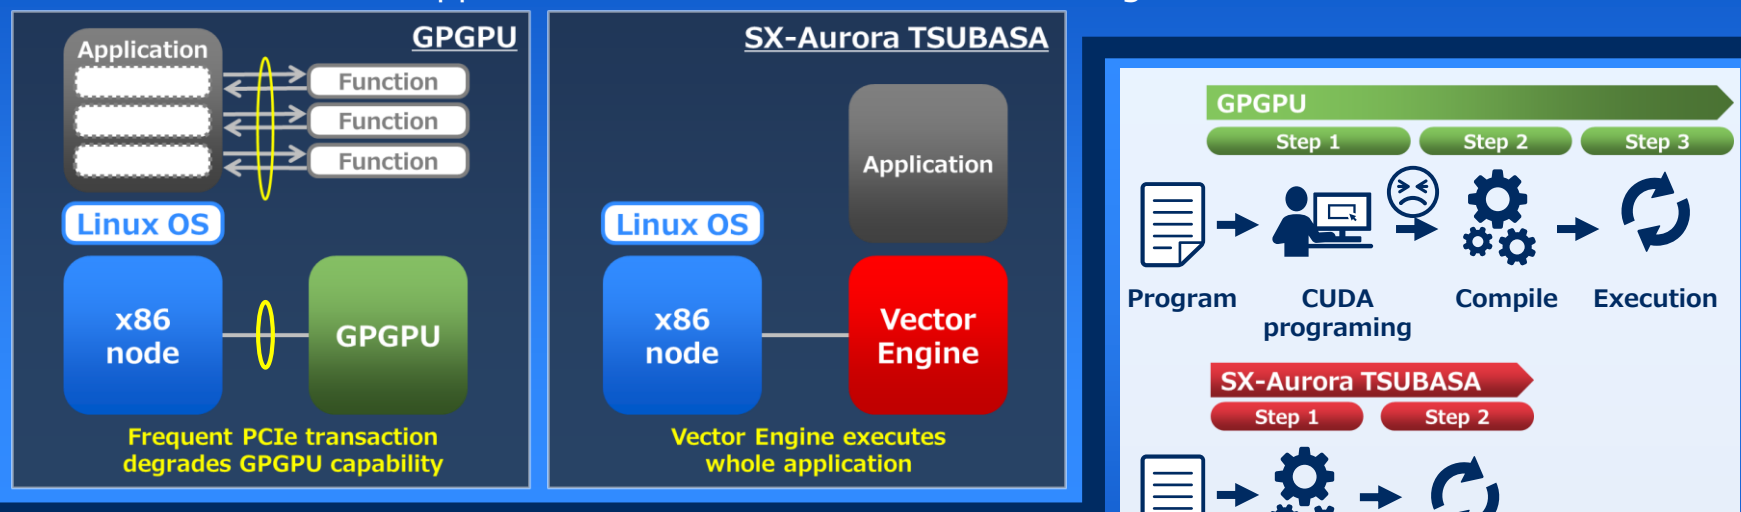 GPGPU
Application
Function
Function
Function
Linux OS
x86
node
GPGPU
Frequent PCIe transaction
degrades GPGPU capability
SX-Aurora TSUBASA
Application
Linux OS
x86
node
Vector
Engine
Vector Engine executes
whole application
GPGPU
Step 1
Step 2
Step 3
Program
CUDA
programing
Compile
Execution
SX-Aurora TSUBASA
Step 1
Step 2